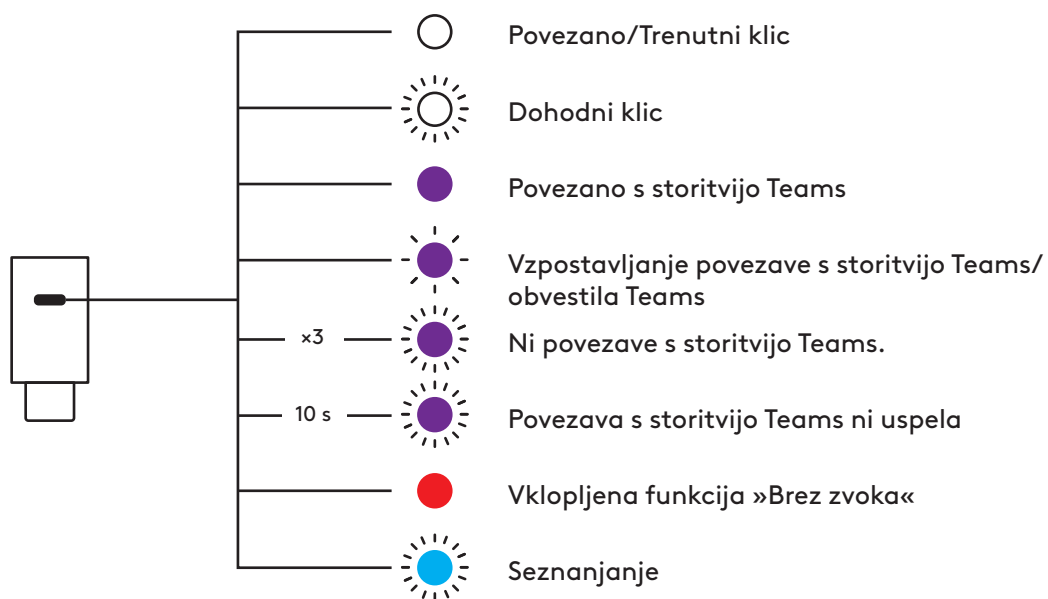 Povezano/Trenutni klic
Dohodni klic
Povezano s storitvijo Teams
Vzpostavljanje povezave s storitvijo Teams/
obvestila Teams
×3
Ni povezave s storitvijo Teams.
10 s
Povezava s storitvijo Teams ni uspela
Vklopljena funkcija »Brez zvoka«
Seznanjanje